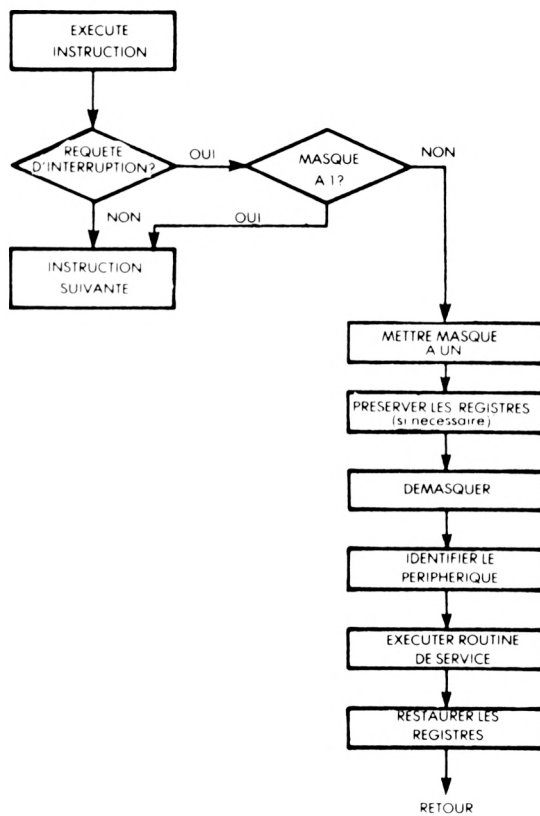 EXECUTE
INSTRUCTION
REQUETE
D'INTERRUPTION?
OUI
MASQUE
A 1?
NON
NON
OUI
INSTRUCTION
SUIVANTE
METTRE MASQUE
A UN
PRESERVER LES REGISTRES
(si necessaire)
DEMASQUER
IDENTIFIER LE
PERIPHERIQUE
EXECUTER ROUTINE
DE SERVICE
RESTAURER LES
REGISTRES
RETOUR